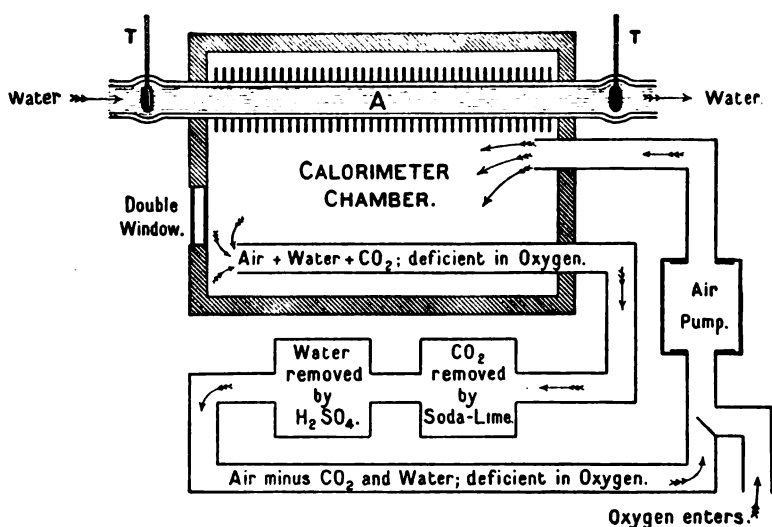 T
T
Water
A
Water.
CALORIMETER
CHAMBER.
Double
Window.
Air + Water + CO₂; deficient in Oxygen.
Air
Pump.
Water
removed
by
H₂SO₄.
CO₂
removed
by
Soda-Lime.
Air minus CO₂ and Water; deficient in Oxygen.
Oxygen enters.